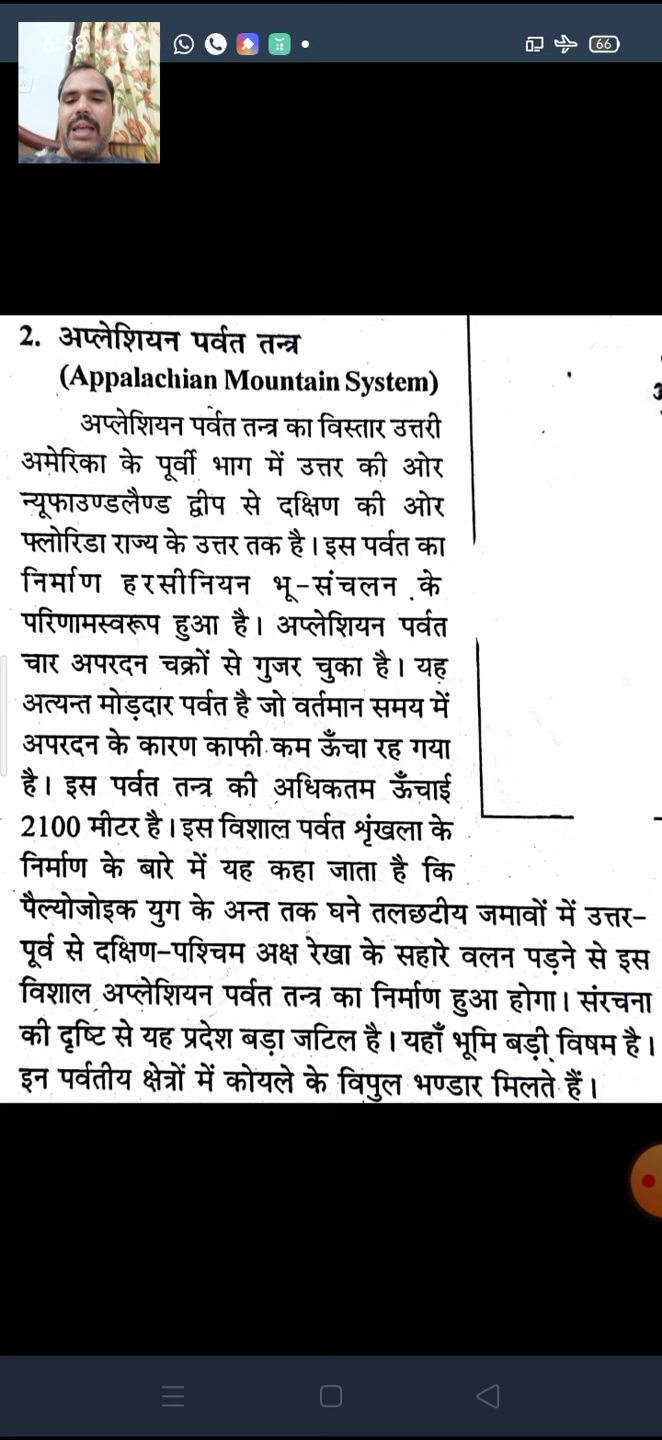 6:38
66
2. अप्लेशियन पर्वत तन्त्र
(Appalachian Mountain System)
अप्लेशियन पर्वत तन्त्र का विस्तार उत्तरी
अमेरिका के पूर्वी भाग में उत्तर की ओर
न्यूफाउण्डलैण्ड द्वीप से दक्षिण की ओर
फ्लोरिडा राज्य के उत्तर तक है। इस पर्वत का
निर्माण हरसीनियन भू-संचलन के
परिणामस्वरूप हुआ है। अप्लेशियन पर्वत
चार अपरदन चक्रों से गुजर चुका है। यह
अत्यन्त मोड़दार पर्वत है जो वर्तमान समय में
अपरदन के कारण काफी कम ऊँचा रह गया
है। इस पर्वत तन्त्र की अधिकतम ऊँचाई
2100 मीटर है। इस विशाल पर्वत शृंखला के
निर्माण के बारे में यह कहा जाता है कि
पैल्योजोइक युग के अन्त तक घने तलछटीय जमावों में उत्तर-
पूर्व से दक्षिण-पश्चिम अक्ष रेखा के सहारे वलन पड़ने से इस
विशाल अप्लेशियन पर्वत तन्त्र का निर्माण हुआ होगा। संरचना
की दृष्टि से यह प्रदेश बड़ा जटिल है। यहाँ भूमि बड़ी विषम है।
इन पर्वतीय क्षेत्रों में कोयले के विपुल भण्डार मिलते हैं।